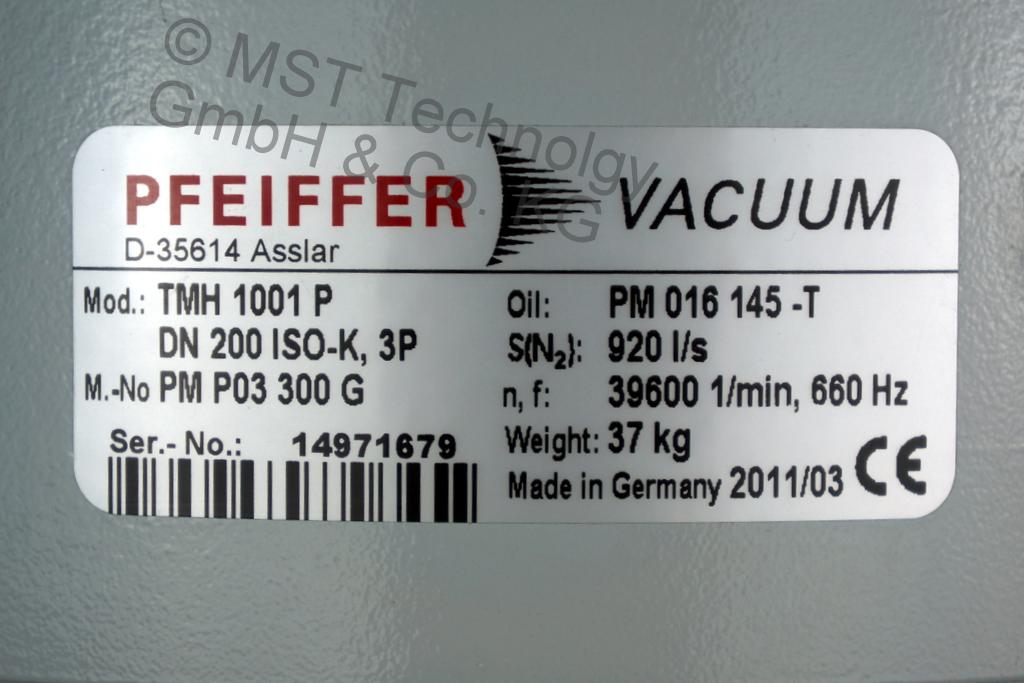 © MST Technolgy
GmbH & Co. KG
PFEIFFER VACUUM
D-35614 Asslar
Mod.: TMH 1001 P
DN 200 ISO-K, 3P
M.-No PM P03 300 G
Ser.- No.: 14971679
Oil: PM 016 145 -T
S(N₂): 920 l/s
n, f: 39600 1/min, 660 Hz
Weight: 37 kg
Made in Germany 2011/03 CE